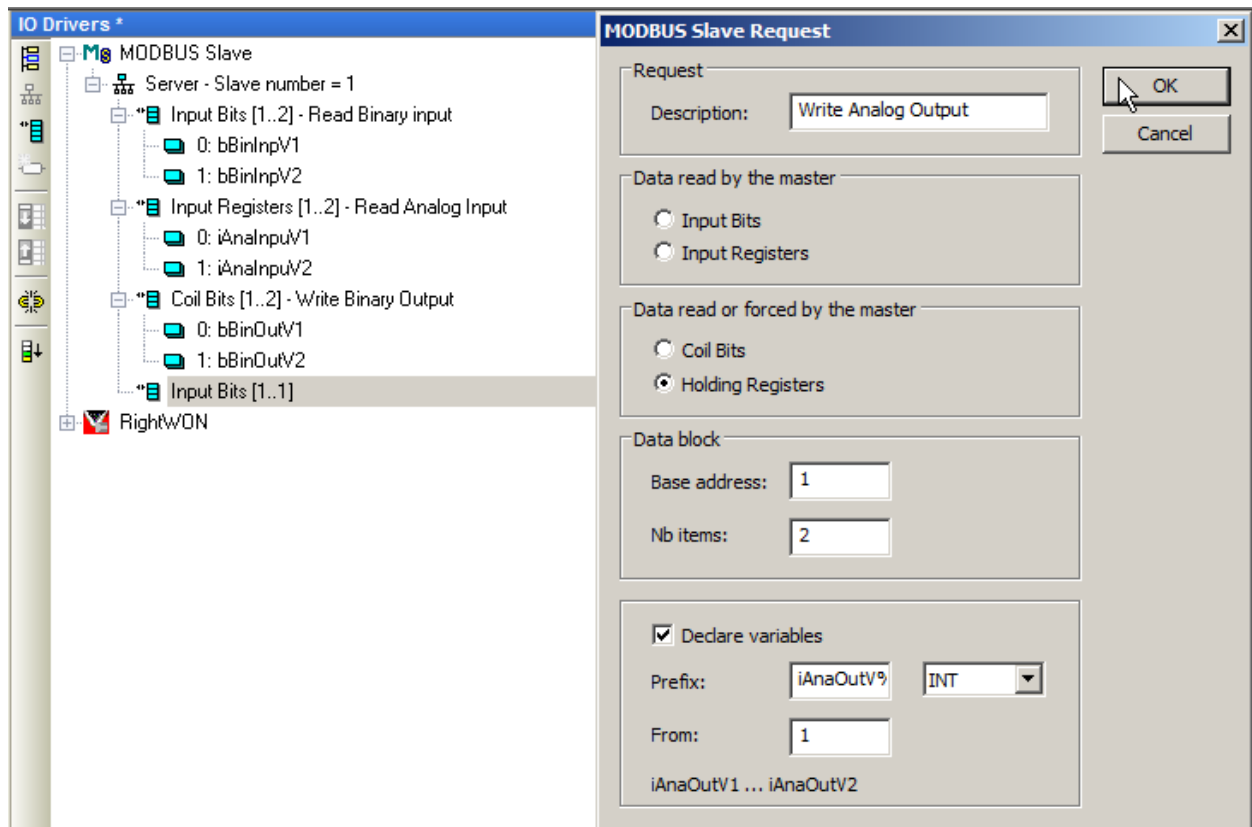 IO Drivers *
MODBUS Slave
Server - Slave number = 1
Input Bits [1..2] - Read Binary input
0: bBinInpV1
1: bBinInpV2
Input Registers [1..2] - Read Analog Input
0: iAnaInpuV1
1: iAnaInpuV2
Coil Bits [1..2] - Write Binary Output
0: bBinOutV1
1: bBinOutV2
Input Bits [1..1]
RightWON
MODBUS Slave Request
Request
Description: Write Analog Output
OK
Cancel
Data read by the master
Input Bits
Input Registers
Data read or forced by the master
Coil Bits
Holding Registers
Data block
Base address: 1
Nb items: 2
Declare variables
Prefix: iAnaOutV% INT
From: 1
iAnaOutV1 ... iAnaOutV2